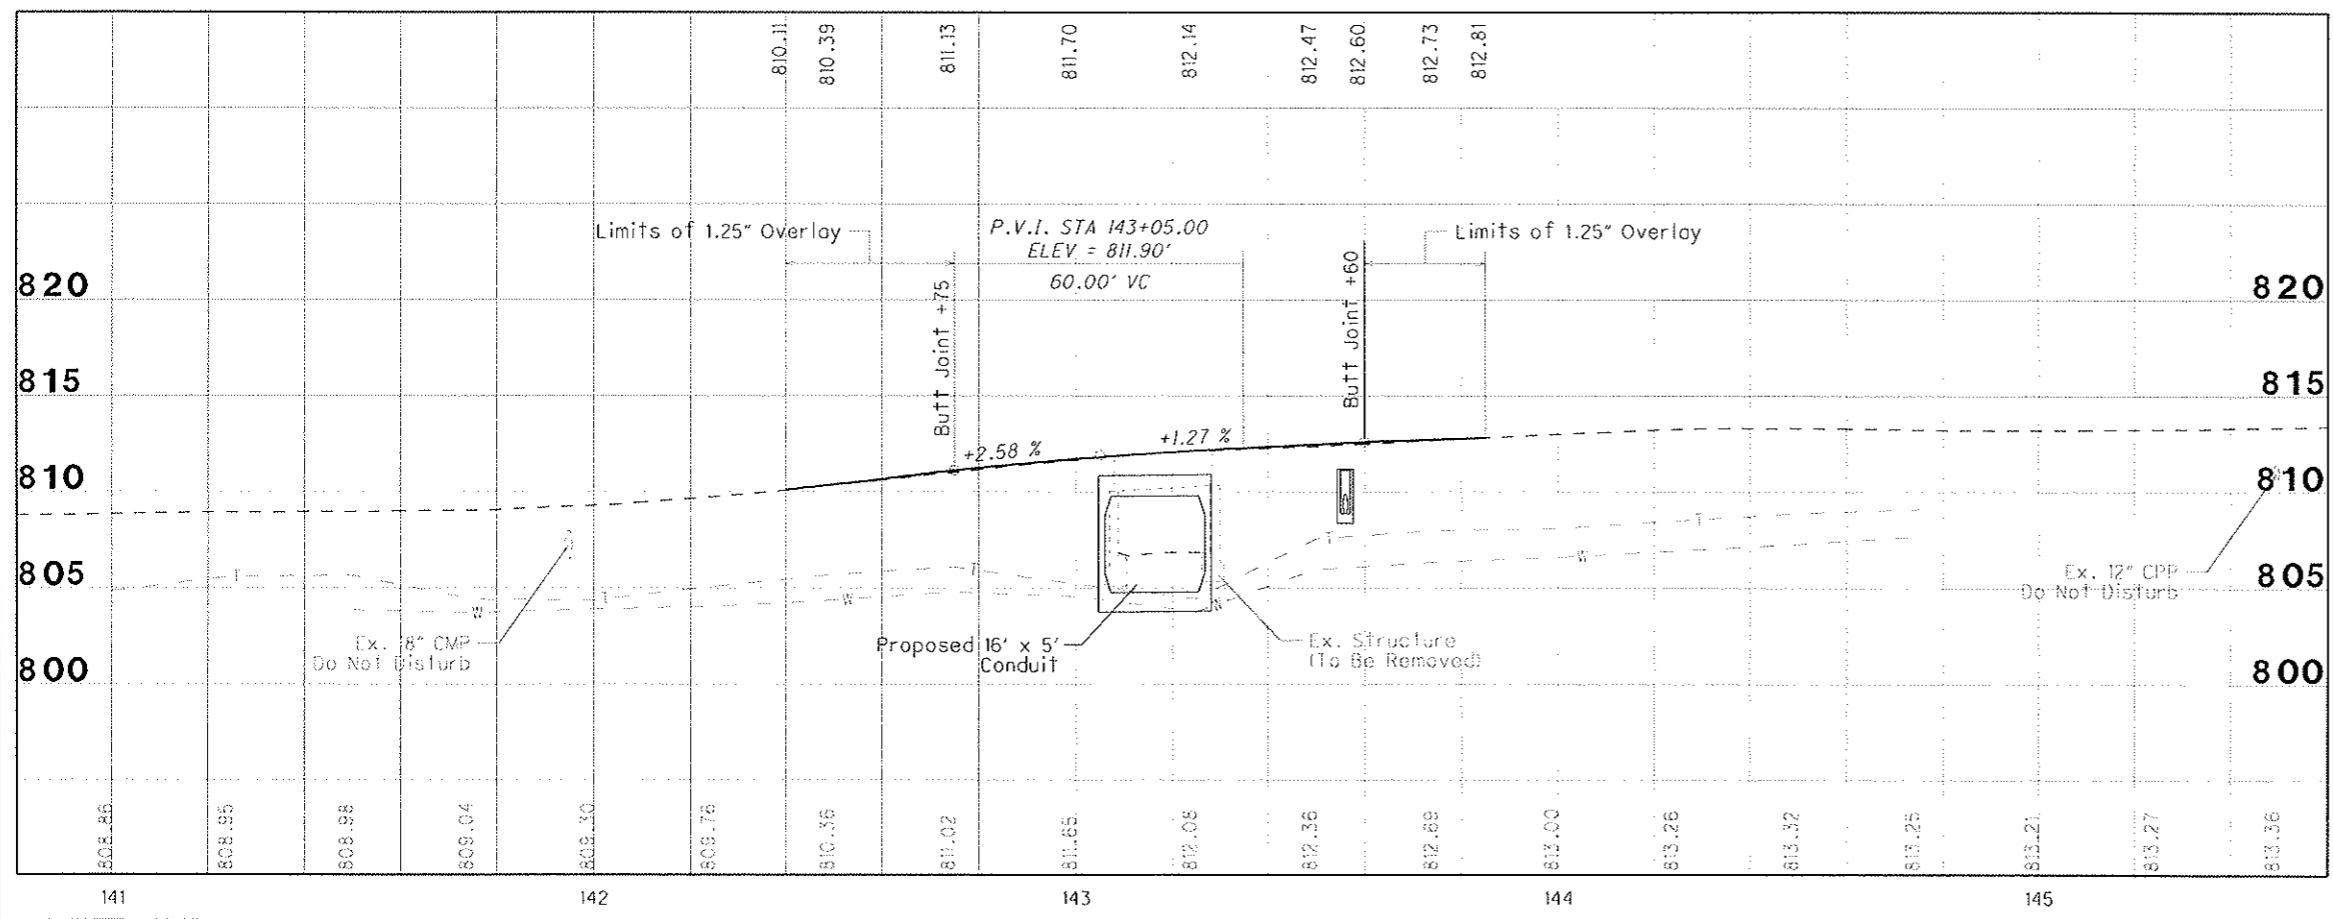 810.11 810.39 811.13 811.70 812.14 812.47 812.60 812.73 812.81
Limits of 1.25" Overlay
P.V.I. STA 143+05.00
ELEV = 811.90'
60.00' VC
Limits of 1.25" Overlay
Butt Joint +75
Butt Joint +60
820 820
815 815
+2.58 % +1.27 %
810 810
805 805
T T T T T
W W W W
Ex. 18" CMP
Do Not Disturb
Proposed 16' x 5'
Conduit
Ex. Structure
(To Be Removed)
Ex. 12" CPP
Do Not Disturb
800 800
808.86 808.95 808.98 809.04 809.30 809.76 810.36 811.02 811.65 812.08 812.36 812.69 813.00 813.26 813.32 813.25 813.21 813.27 813.36
141 142 143 144 145